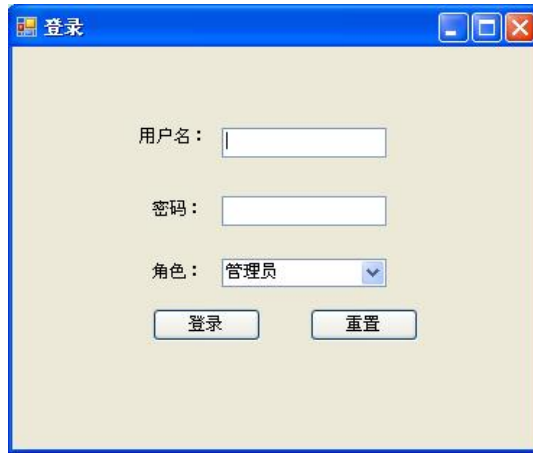 登录
用户名：
密码：
角色： 管理员
登录 重置